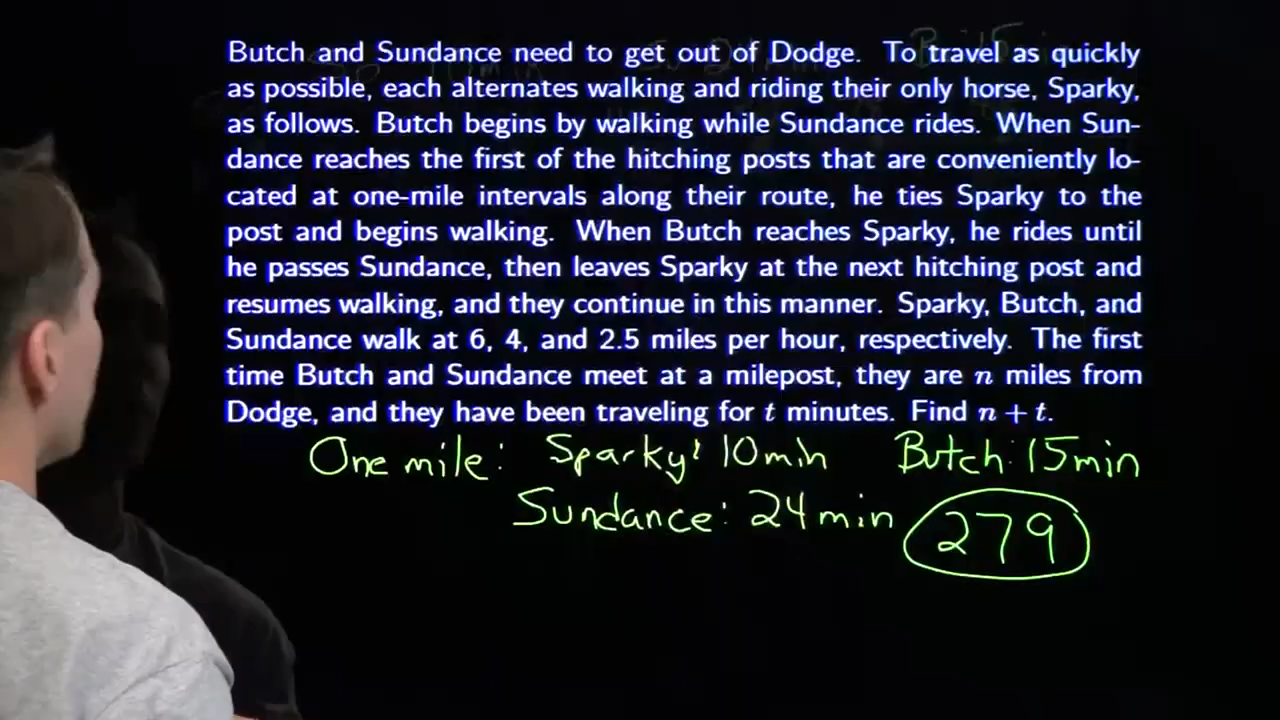 Butch and Sundance need to get out of Dodge. To travel as quickly
as possible, each alternates walking and riding their only horse, Sparky,
as follows. Butch begins by walking while Sundance rides. When Sun-
dance reaches the first of the hitching posts that are conveniently lo-
cated at one-mile intervals along their route, he ties Sparky to the
post and begins walking. When Butch reaches Sparky, he rides until
he passes Sundance, then leaves Sparky at the next hitching post and
resumes walking, and they continue in this manner. Sparky, Butch, and
Sundance walk at 6, 4, and 2.5 miles per hour, respectively. The first
time Butch and Sundance meet at a milepost, they are n miles from
Dodge, and they have been traveling for t minutes. Find n + t.
One mile: Sparky: 10min Butch: 15min
Sundance: 24min 279